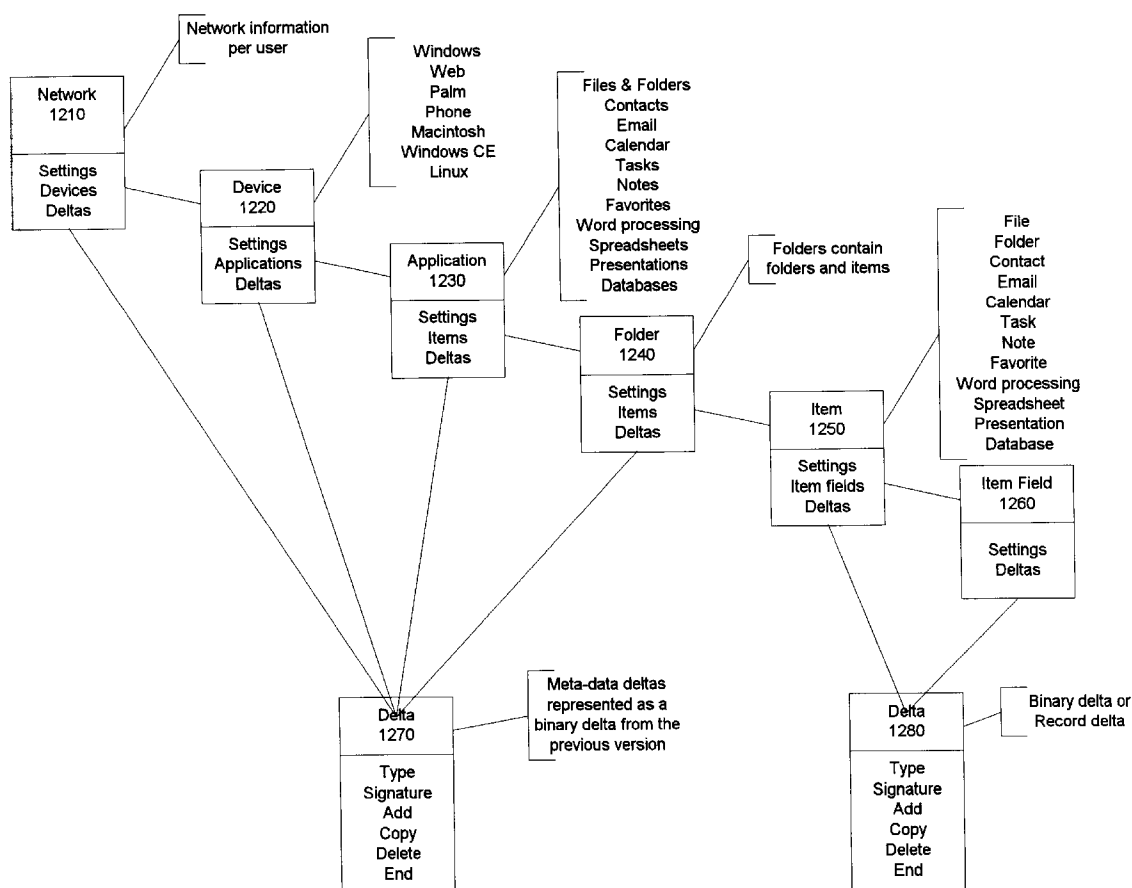 Network information
per user
Network
1210
Settings
Devices
Deltas
Windows
Web
Palm
Phone
Macintosh
Windows CE
Linux
Device
1220
Settings
Applications
Deltas
Files & Folders
Contacts
Email
Calendar
Tasks
Notes
Favorites
Word processing
Spreadsheets
Presentations
Databases
Application
1230
Settings
Items
Deltas
Folders contain
folders and items
Folder
1240
Settings
Items
Deltas
File
Folder
Contact
Email
Calendar
Task
Note
Favorite
Word processing
Spreadsheet
Presentation
Database
Item
1250
Settings
Item fields
Deltas
Item Field
1260
Settings
Deltas
Delta
1270
Type
Signature
Add
Copy
Delete
End
Meta-data deltas
represented as a
binary delta from the
previous version
Delta
1280
Type
Signature
Add
Copy
Delete
End
Binary delta or
Record delta